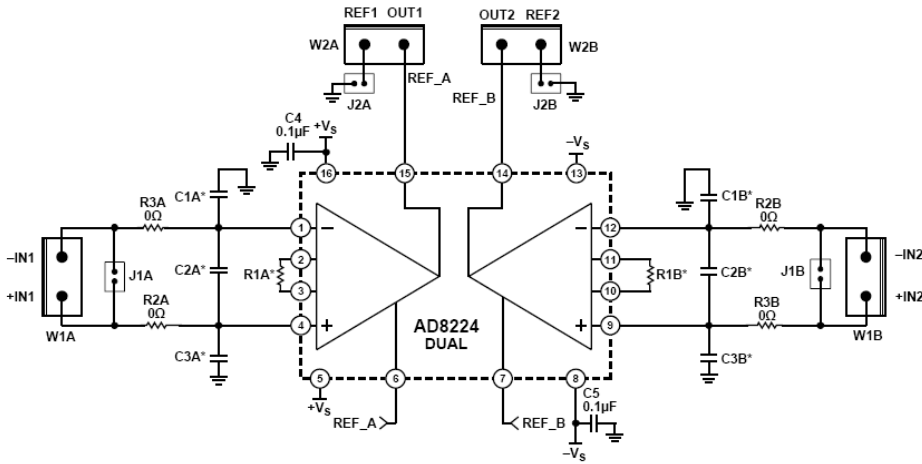 REF1 OUT1
OUT2 REF2
W2A
W2B
REF_A
REF_B
J2A
J2B
C4
0.1µF
+VS
–VS
16
15
14
13
C1A*
C1B*
R3A
0Ω
R2B
0Ω
1
12
–IN1
–IN2
2
11
J1A
C2A*
R1A*
R1B*
C2B*
J1B
3
10
+IN1
+IN2
R2A
0Ω
R3B
0Ω
4
9
–
+
–
+
AD8224
DUAL
W1A
W1B
C3A*
C3B*
5
6
7
8
+VS
REF_A
REF_B
C5
0.1µF
–VS